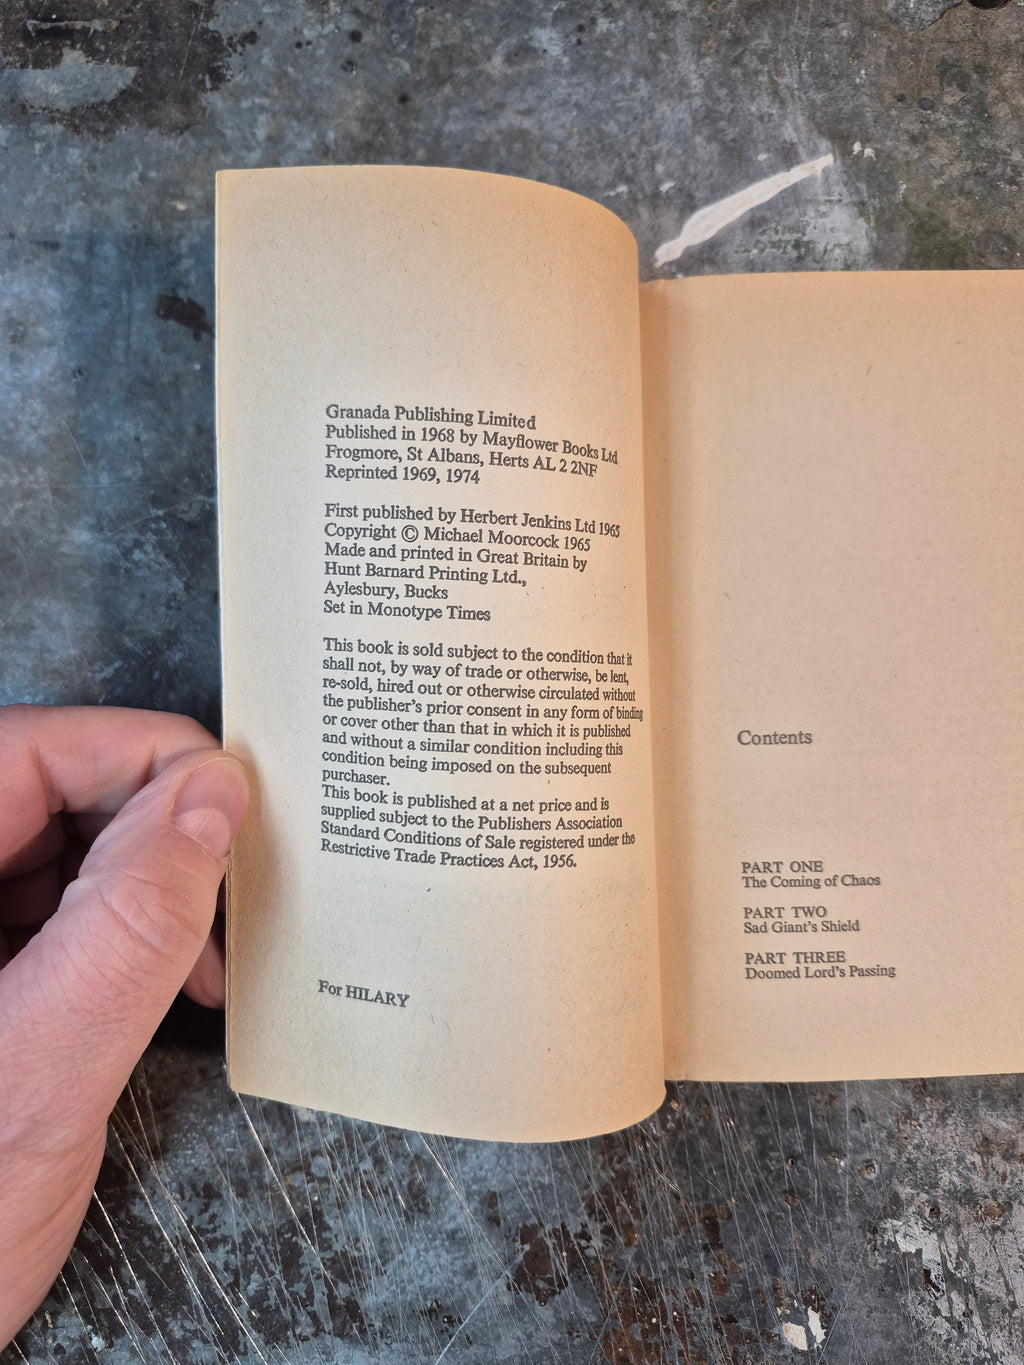 Granada Publishing Limited
Published in 1968 by Mayflower Books Ltd
Frogmore, St Albans, Herts AL 2 2NF
Reprinted 1969, 1974
First published by Herbert Jenkins Ltd 1965
Copyright © Michael Moorcock 1965
Made and printed in Great Britain by
Hunt Barnard Printing Ltd.,
Aylesbury, Bucks
Set in Monotype Times
This book is sold subject to the condition that it
shall not, by way of trade or otherwise, be lent,
re-sold, hired out or otherwise circulated without
the publisher's prior consent in any form of binding
or cover other than that in which it is published
and without a similar condition including this
condition being imposed on the subsequent
purchaser.
This book is published at a net price and is
supplied subject to the Publishers Association
Standard Conditions of Sale registered under the
Restrictive Trade Practices Act, 1956.
For HILARY
Contents
PART ONE
The Coming of Chaos
PART TWO
Sad Giant's Shield
PART THREE
Doomed Lord's Passing